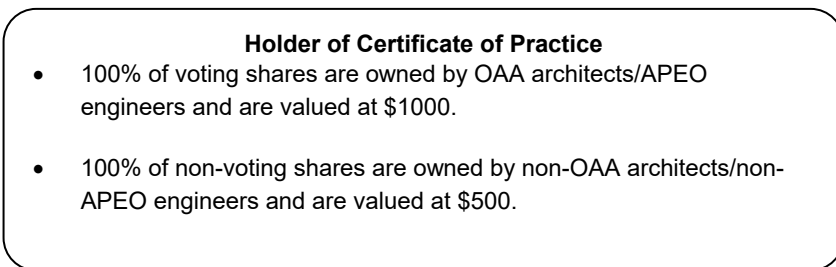 Holder of Certificate of Practice
• 100% of voting shares are owned by OAA architects/APEO
engineers and are valued at $1000.
• 100% of non-voting shares are owned by non-OAA architects/non-
APEO engineers and are valued at $500.